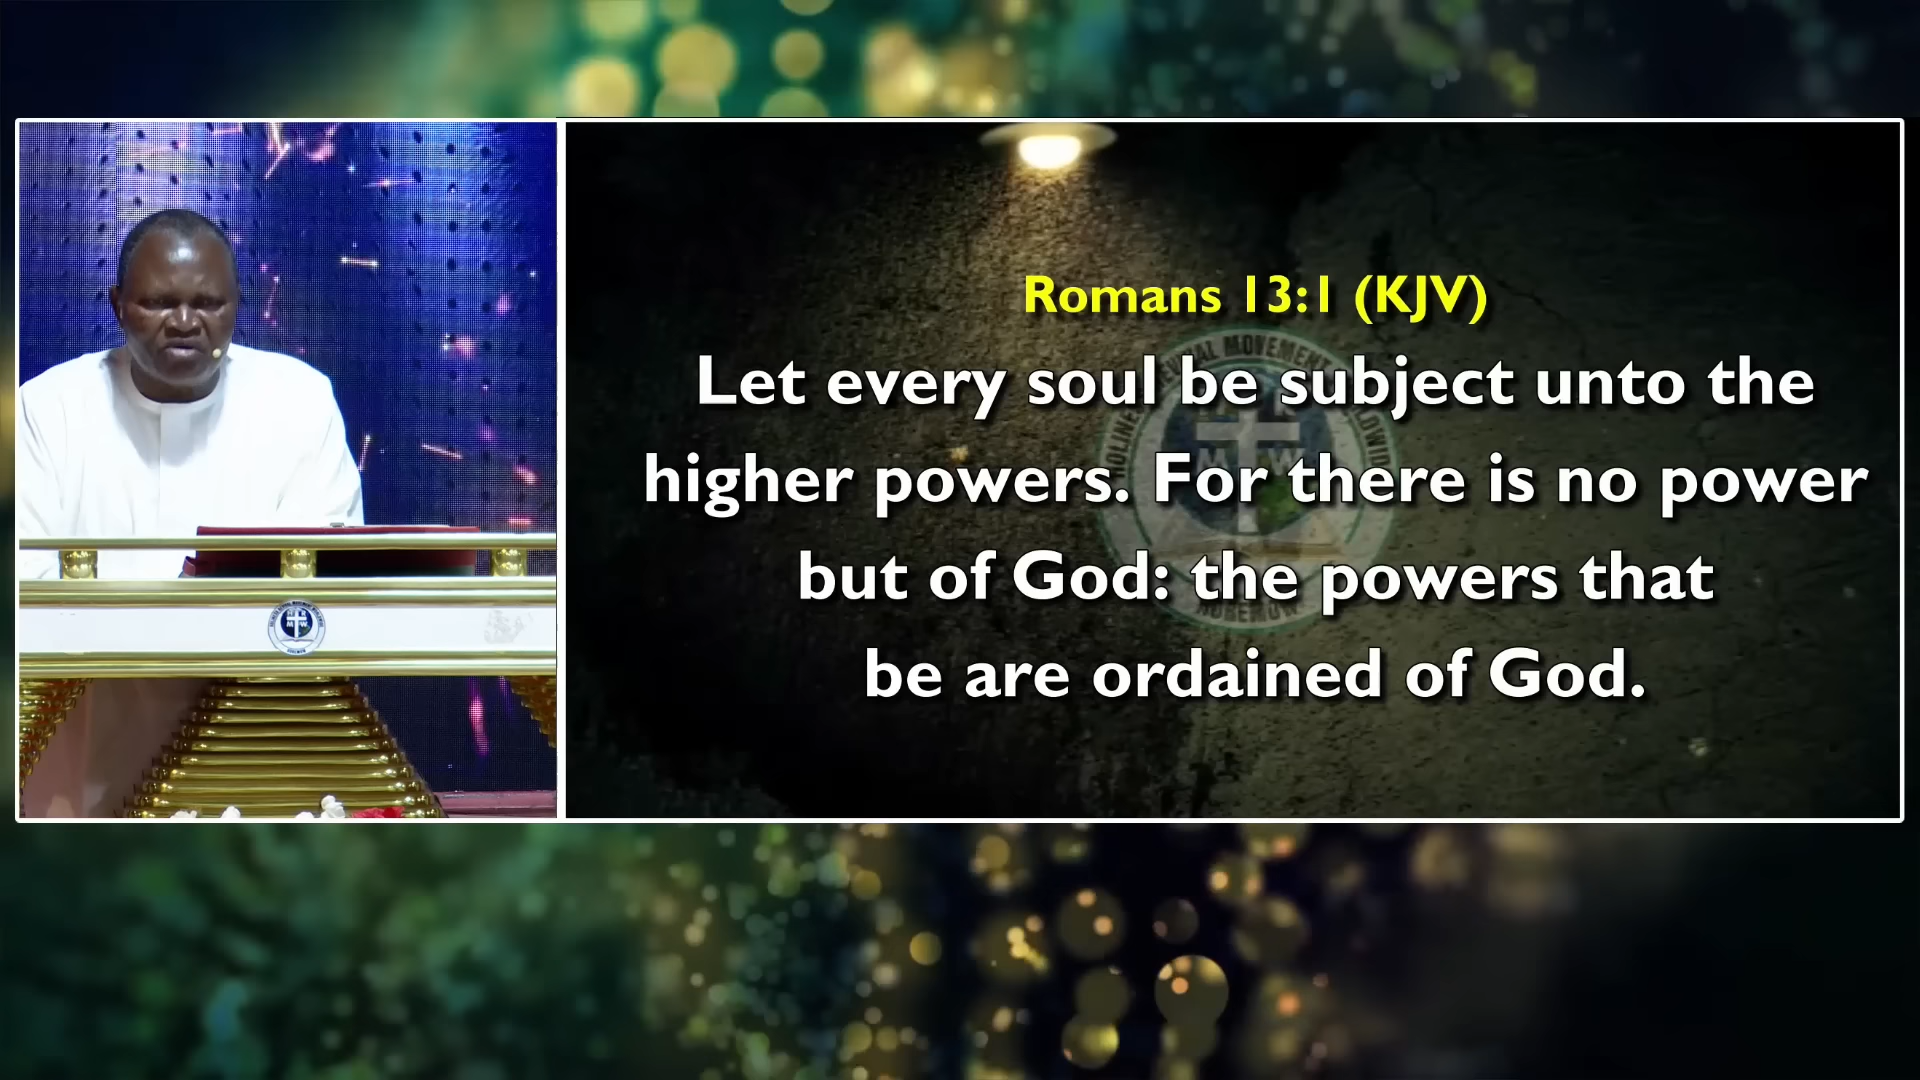 Romans 13:1 (KJV)
Let every soul be subject unto the
higher powers. For there is no power
but of God: the powers that
be are ordained of God.